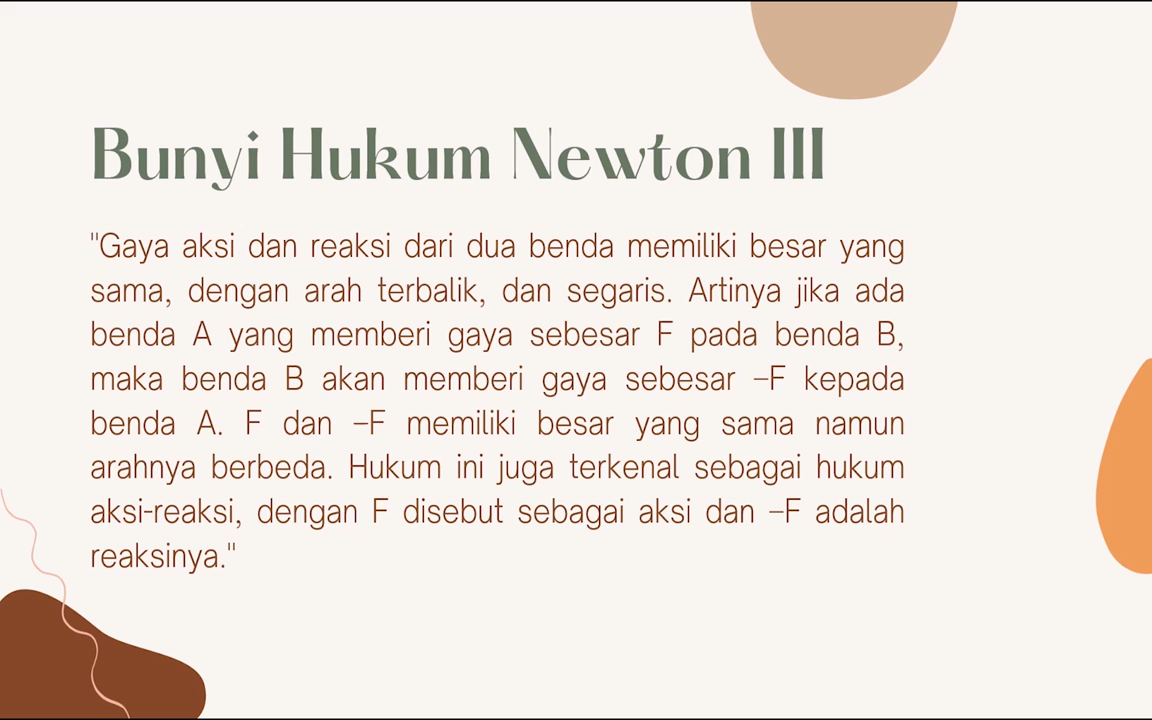 Bunyi Hukum Newton III
"Gaya aksi dan reaksi dari dua benda memiliki besar yang
sama, dengan arah terbalik, dan segaris. Artinya jika ada
benda A yang memberi gaya sebesar F pada benda B,
maka benda B akan memberi gaya sebesar –F kepada
benda A. F dan –F memiliki besar yang sama namun
arahnya berbeda. Hukum ini juga terkenal sebagai hukum
aksi-reaksi, dengan F disebut sebagai aksi dan –F adalah
reaksinya."